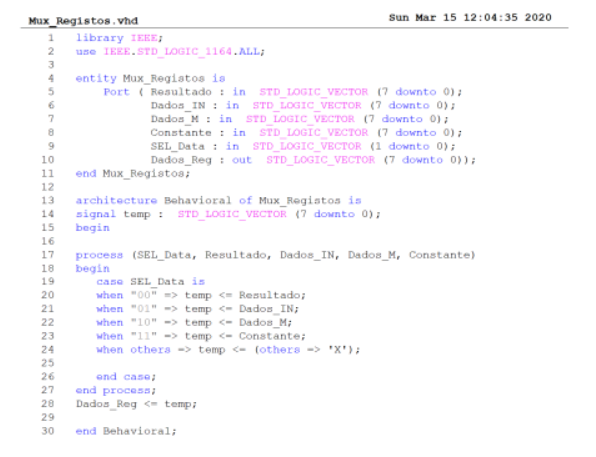 Mux_Registos.vhd Sun Mar 15 12:04:35 2020
1 library IEEE;
2 use IEEE.STD_LOGIC_1164.ALL;
3
4 entity Mux_Registos is
5 Port ( Resultado : in STD_LOGIC_VECTOR (7 downto 0);
6 Dados_IN : in STD_LOGIC_VECTOR (7 downto 0);
7 Dados_M : in STD_LOGIC_VECTOR (7 downto 0);
8 Constante : in STD_LOGIC_VECTOR (7 downto 0);
9 SEL_Data : in STD_LOGIC_VECTOR (1 downto 0);
10 Dados_Reg : out STD_LOGIC_VECTOR (7 downto 0));
11 end Mux_Registos;
12
13 architecture Behavioral of Mux_Registos is
14 signal temp : STD_LOGIC_VECTOR (7 downto 0);
15 begin
16
17 process (SEL_Data, Resultado, Dados_IN, Dados_M, Constante)
18 begin
19 case SEL_Data is
20 when "00" => temp <= Resultado;
21 when "01" => temp <= Dados_IN;
22 when "10" => temp <= Dados_M;
23 when "11" => temp <= Constante;
24 when others => temp <= (others => 'X');
25
26 end case;
27 end process;
28 Dados_Reg <= temp;
29
30 end Behavioral;